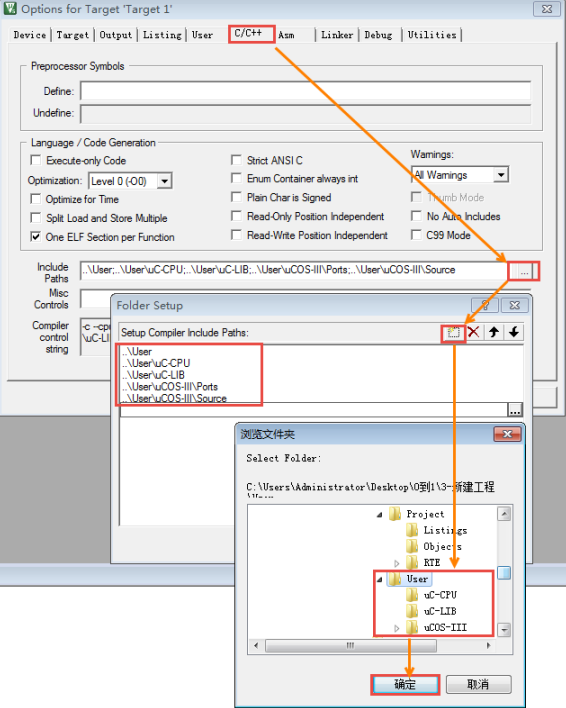 Options for Target 'Target 1'
Device Target Output Listing User C/C++ Asm Linker Debug Utilities
Preprocessor Symbols
Define:
Undefine:
Language / Code Generation
Execute-only Code
Strict ANSI C
Warnings:
Optimization: Level 0 (-O0)
Enum Container always int
All Warnings
Optimize for Time
Plain Char is Signed
Thumb Mode
Split Load and Store Multiple
Read-Only Position Independent
No Auto Includes
One ELF Section per Function
Read-Write Position Independent
C99 Mode
Include Paths
..\User;..\User\uC-CPU;..\User\uC-LIB;..\User\uCOS-III\Ports;..\User\uCOS-III\Source
...
Misc Controls
Compiler control string
-c --cpu
\uC-LI
Folder Setup
Setup Compiler Include Paths:
..\User
..\User\uC-CPU
..\User\uC-LIB
..\User\uCOS-III\Ports
..\User\uCOS-III\Source
...
浏览文件夹
Select Folder:
C:\Users\Administrator\Desktop\0到1\3-新建工程
\User
Project
Listings
Objects
RTE
User
uC-CPU
uC-LIB
uCOS-III
确定
取消